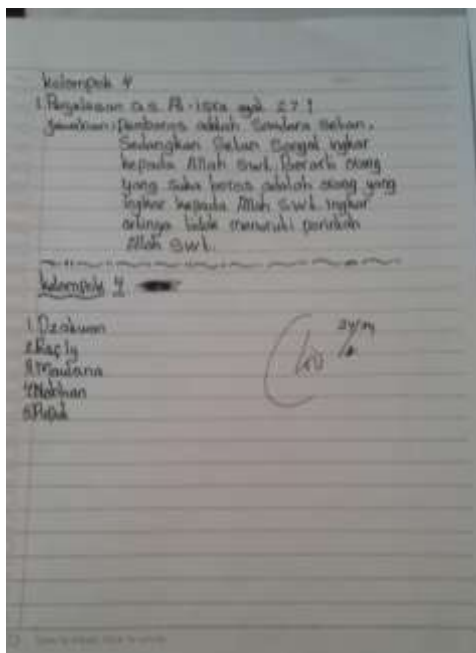 kelompok 4
1. Penjelasan Q.S. Al-isra ayat 27!
Jawaban: Pemboros adalah Saudara Setan.
Sedangkan Setan Sangat ingkar
kepada Allah Swt. Berarti orang
yang Suka boros adalah orang yang
ingkar kepada Allah Swt ingkar
artinya tidak menuruti perintah
Allah Swt.
kelompok 4
1. Dzakwan
2. Rafly
3. Maulana
4. Nabhan
5.
100